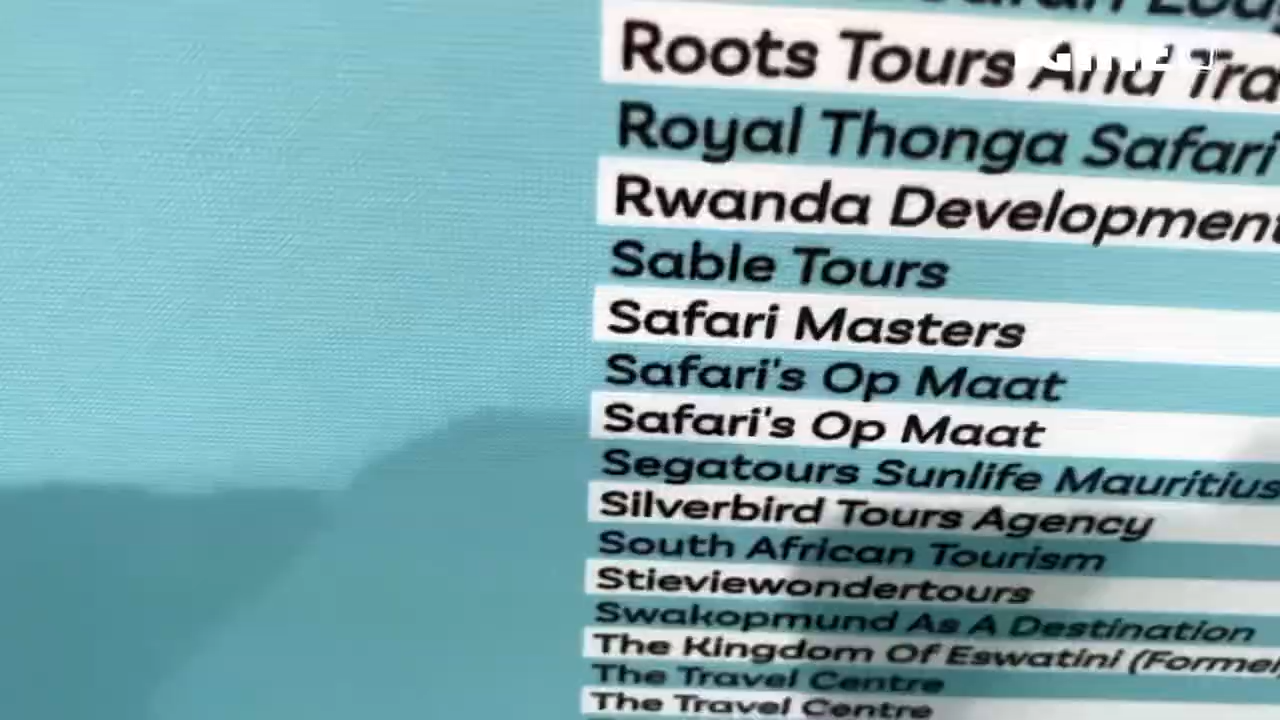 Roots Tours And Tra
Royal Thonga Safari
Rwanda Development
Sable Tours
Safari Masters
Safari's Op Maat
Safari's Op Maat
Segatours Sunlife Mauritius
Silverbird Tours Agency
South African Tourism
Stieviewondertours
Swakopmund As A Destination
The Kingdom Of Eswatini (Former
The Travel Centre
The Travel Centre